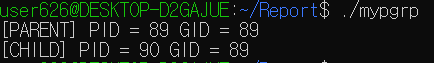 user626@DESKTOP-D2GAJUE:~/Report$ ./mypgrp
[PARENT] PID = 89 GID = 89
[CHILD] PID = 90 GID = 89